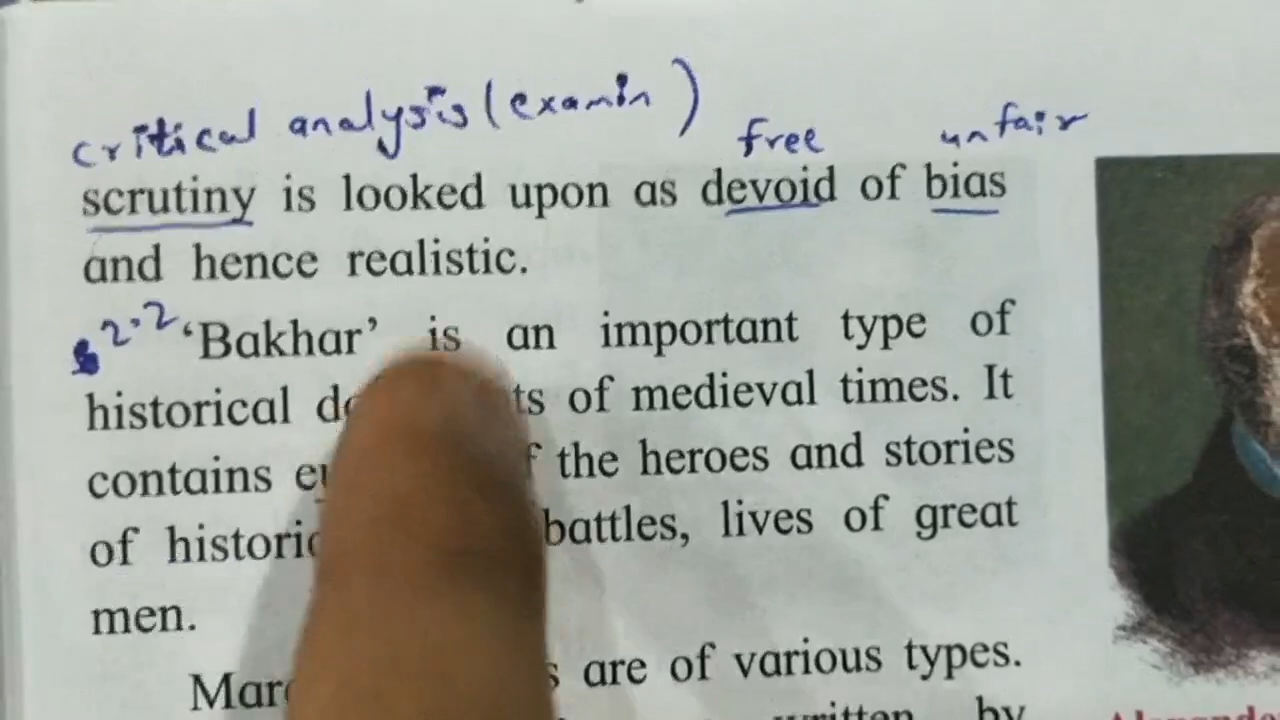 critical analysis (examin)
free unfair
scrutiny is looked upon as devoid of bias
and hence realistic.
2.2 ‘Bakhar’ is an important type of
historical ts of medieval times. It
contains the heroes and stories
of battles, lives of great
men.
are of various types.
written by